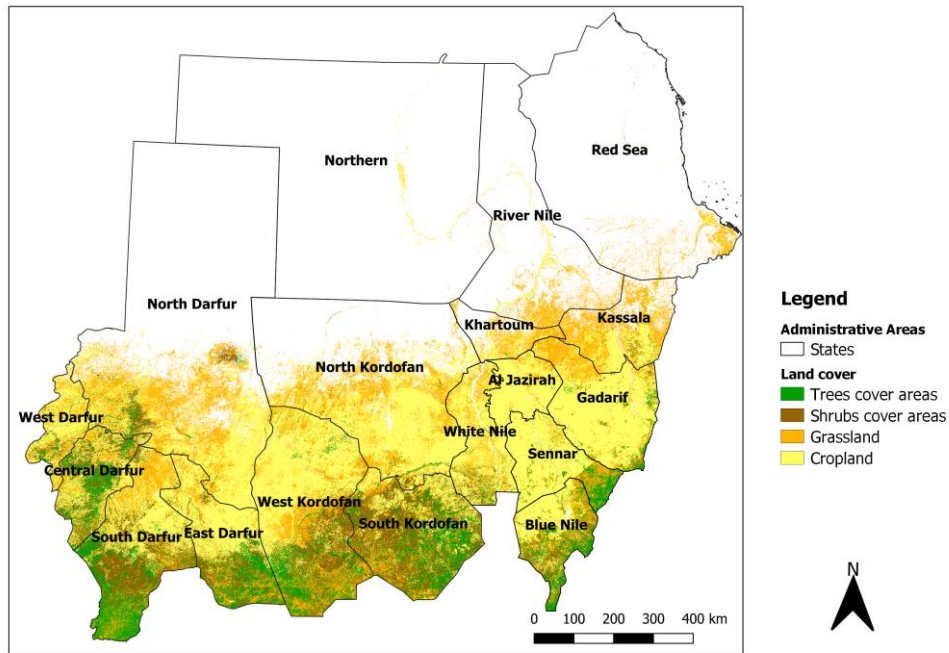 Northern
Red Sea
River Nile
North Darfur
Khartoum
Kassala
North Kordofan
Al Jazirah
Gadarif
West Darfur
White Nile
Sennar
Central Darfur
West Kordofan
South Kordofan
Blue Nile
South Darfur
East Darfur
0 100 200 300 400 km
Legend
Administrative Areas
States
Land cover
Trees cover areas
Shrubs cover areas
Grassland
Cropland
N